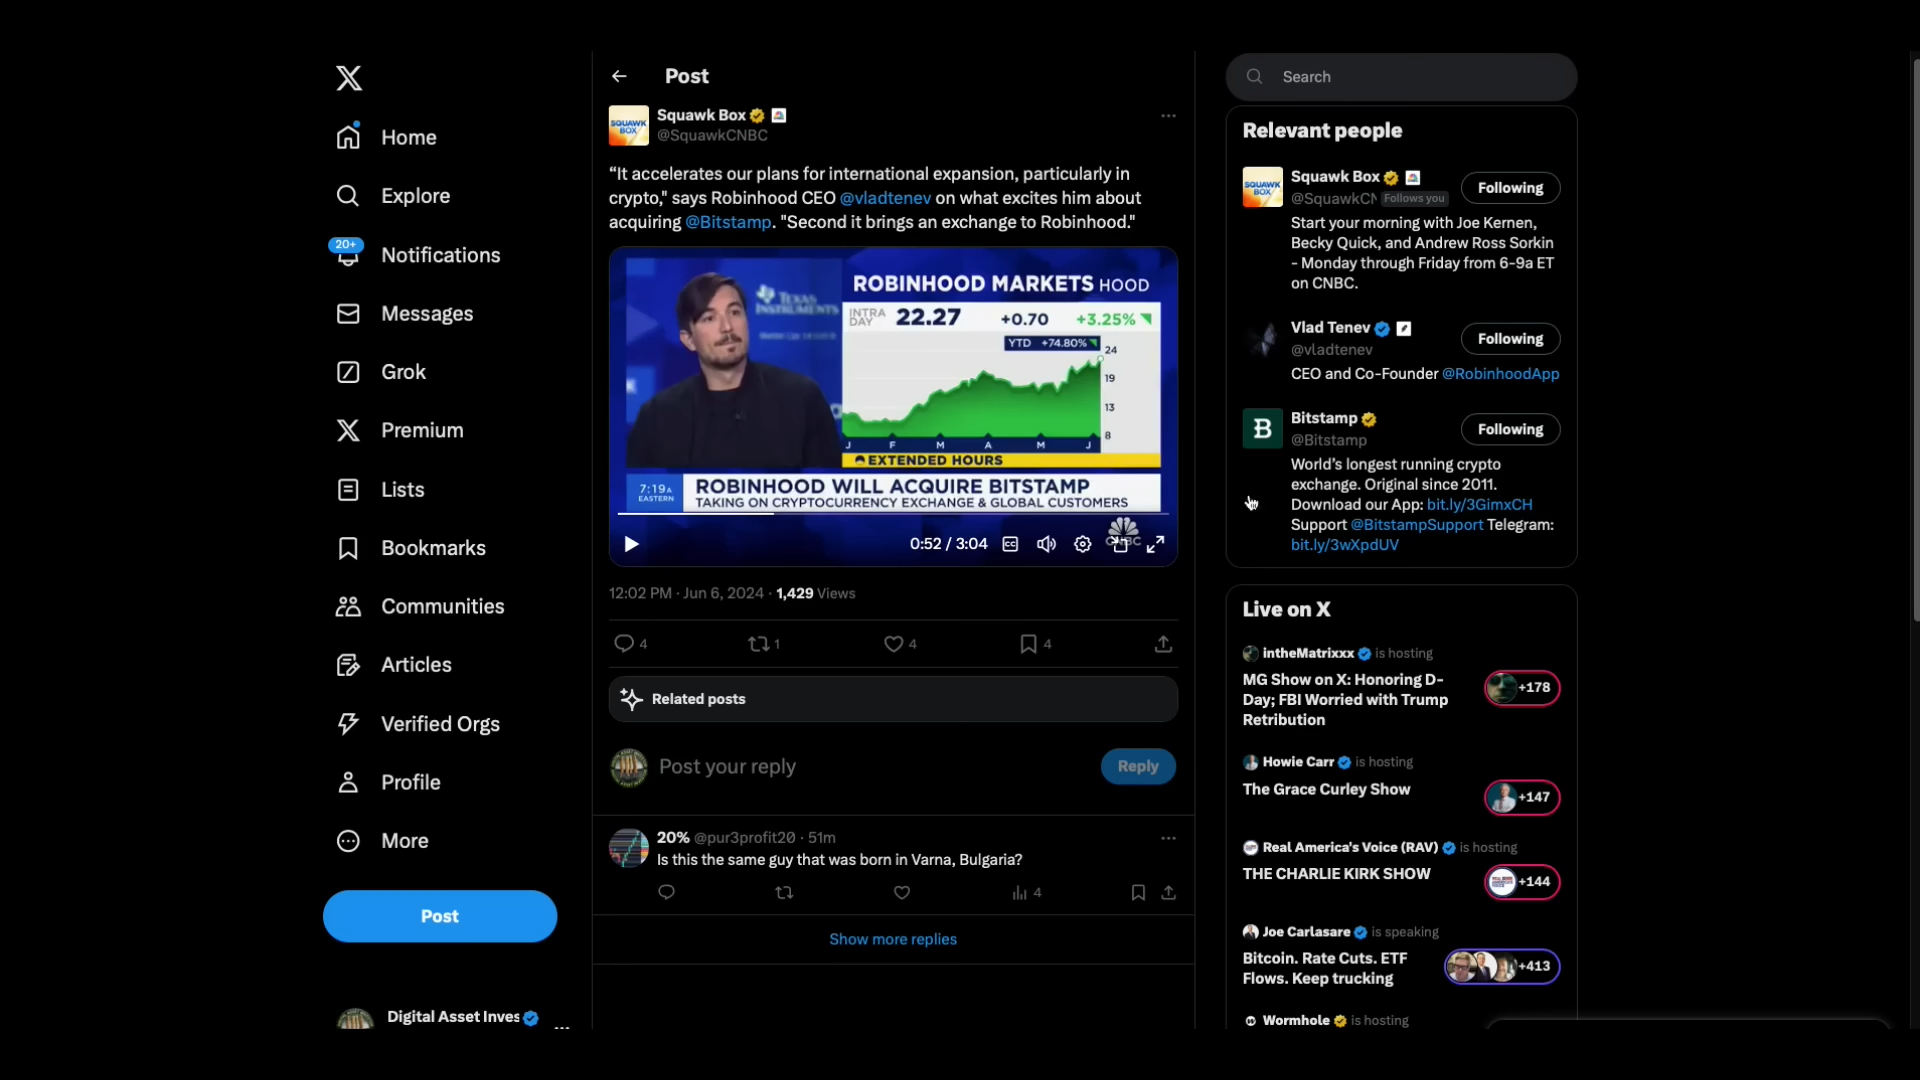 Home
Explore
20+
Notifications
Messages
Grok
Premium
Lists
Bookmarks
Communities
Articles
Verified Orgs
Profile
More
Post
Digital Asset Inves
Post
SQUAWK BOX
Squawk Box
@SquawkCNBC
“It accelerates our plans for international expansion, particularly in
crypto," says Robinhood CEO @vladtenev on what excites him about
acquiring @Bitstamp. "Second it brings an exchange to Robinhood."
TEXAS INSTRUMENTS
ROBINHOOD MARKETS HOOD
INTRA DAY 22.27 +0.70 +3.25%
YTD +74.80%
24
19
13
8
J F M A M J
EXTENDED HOURS
7:19A EASTERN
ROBINHOOD WILL ACQUIRE BITSTAMP
TAKING ON CRYPTOCURRENCY EXCHANGE & GLOBAL CUSTOMERS
CNBC
0:52 / 3:04
12:02 PM · Jun 6, 2024 · 1,429 Views
4 1 4 4
Related posts
Post your reply
Reply
20% @pur3profit20 · 51m
Is this the same guy that was born in Varna, Bulgaria?
4
Show more replies
Search
Relevant people
SQUAWK BOX
Squawk Box
@SquawkCN Follows you
Following
Start your morning with Joe Kernen,
Becky Quick, and Andrew Ross Sorkin
- Monday through Friday from 6-9a ET
on CNBC.
Vlad Tenev
@vladtenev
Following
CEO and Co-Founder @RobinhoodApp
B
Bitstamp
@Bitstamp
Following
World’s longest running crypto
exchange. Original since 2011.
Download our App: bit.ly/3GimxCH
Support @BitstampSupport Telegram:
bit.ly/3wXpdUV
Live on X
intheMatrixxx is hosting
MG Show on X: Honoring D-
Day; FBI Worried with Trump
Retribution
+178
Howie Carr is hosting
The Grace Curley Show
+147
Real America's Voice (RAV) is hosting
THE CHARLIE KIRK SHOW
+144
Joe Carlasare is speaking
Bitcoin. Rate Cuts. ETF
Flows. Keep trucking
+413
Wormhole is hosting